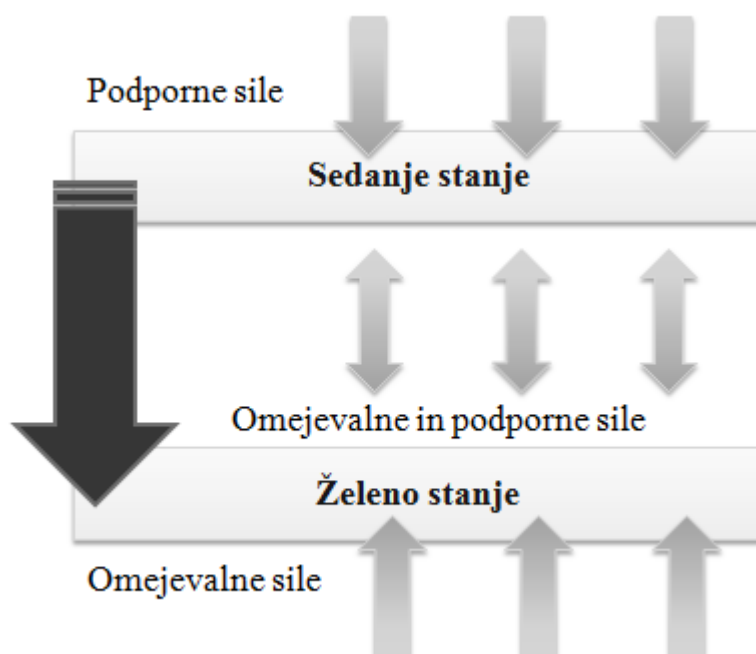 Podporne sile
Sedanje stanje
Omejevalne in podporne sile
Želeno stanje
Omejevalne sile